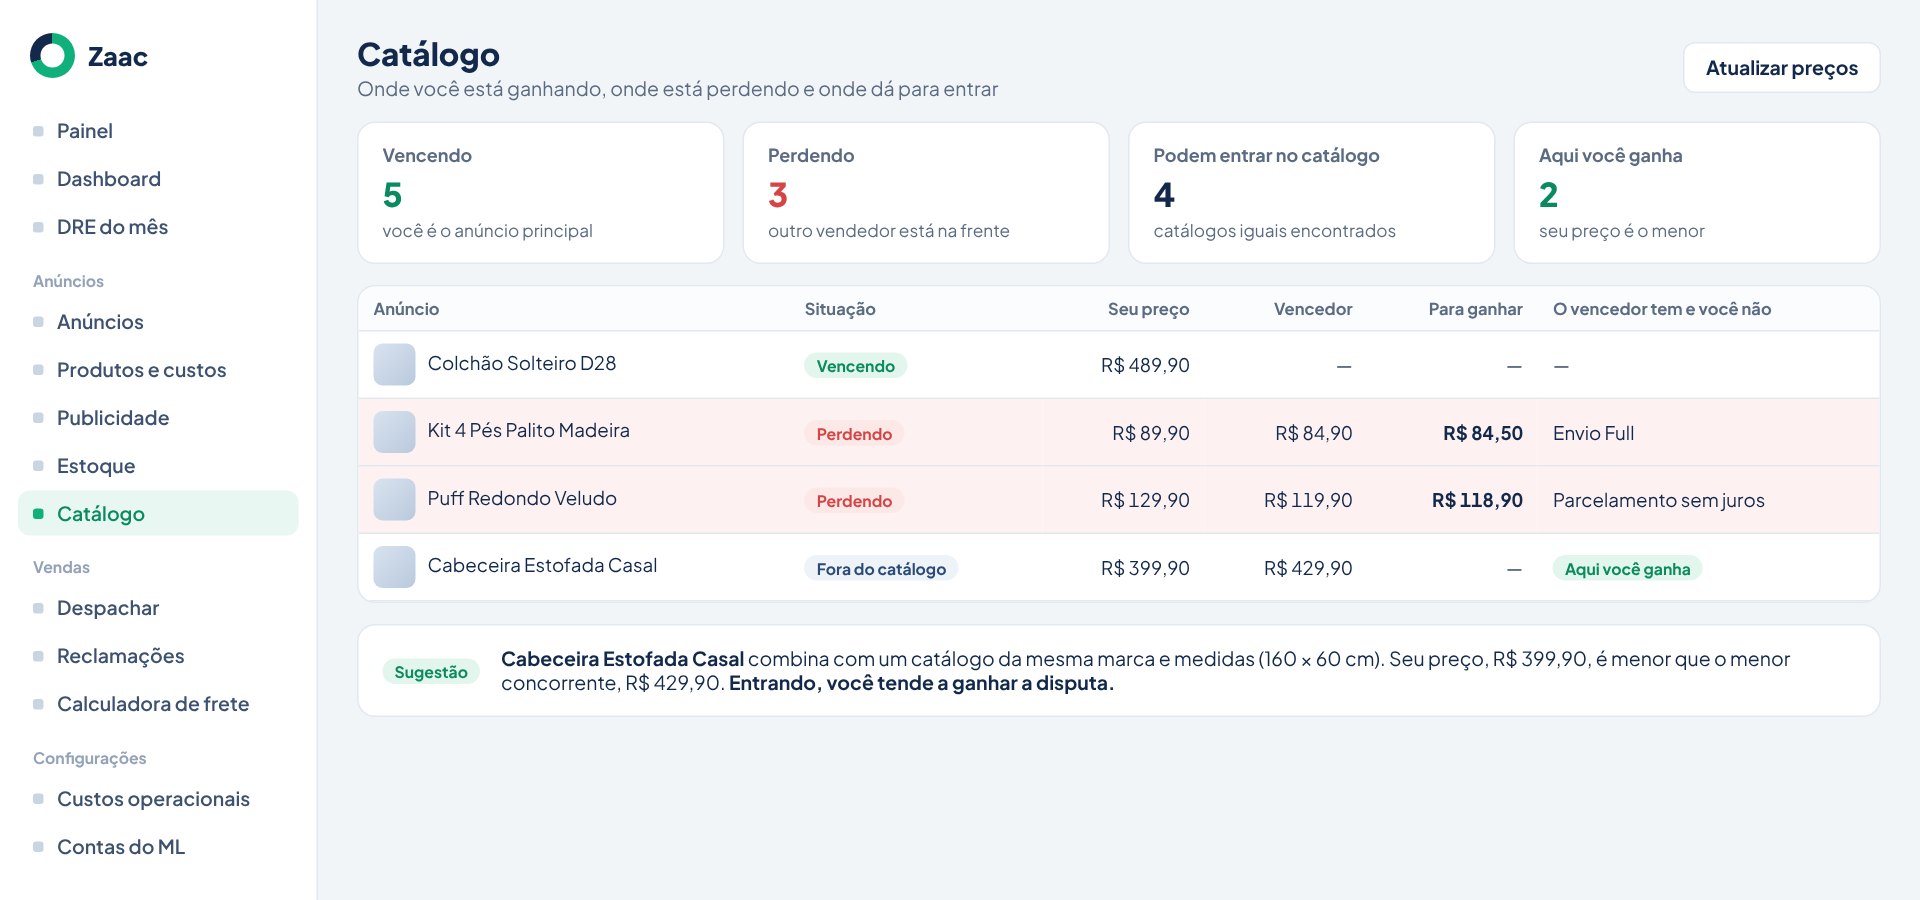 Zaac
Painel
Dashboard
DRE do mês
Anúncios
Anúncios
Produtos e custos
Publicidade
Estoque
Catálogo
Vendas
Despachar
Reclamações
Calculadora de frete
Configurações
Custos operacionais
Contas do ML
Catálogo
Onde você está ganhando, onde está perdendo e onde dá para entrar
Atualizar preços
Vencendo
5
você é o anúncio principal
Perdendo
3
outro vendedor está na frente
Podem entrar no catálogo
4
catálogos iguais encontrados
Aqui você ganha
2
seu preço é o menor
Anúncio Situação Seu preço Vencedor Para ganhar O vencedor tem e você não
Colchão Solteiro D28 Vencendo R$ 489,90 — — —
Kit 4 Pés Palito Madeira Perdendo R$ 89,90 R$ 84,90 R$ 84,50 Envio Full
Puff Redondo Veludo Perdendo R$ 129,90 R$ 119,90 R$ 118,90 Parcelamento sem juros
Cabeceira Estofada Casal Fora do catálogo R$ 399,90 R$ 429,90 — Aqui você ganha
Sugestão
Cabeceira Estofada Casal combina com um catálogo da mesma marca e medidas (160 × 60 cm). Seu preço, R$ 399,90, é menor que o menor
concorrente, R$ 429,90. Entrando, você tende a ganhar a disputa.